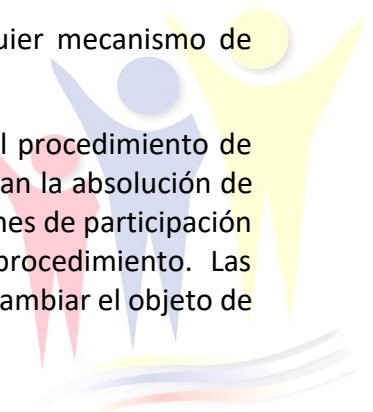 uier mecanismo de
l procedimiento de
an la absolución de
nes de participación
procedimiento. Las
ambiar el objeto de